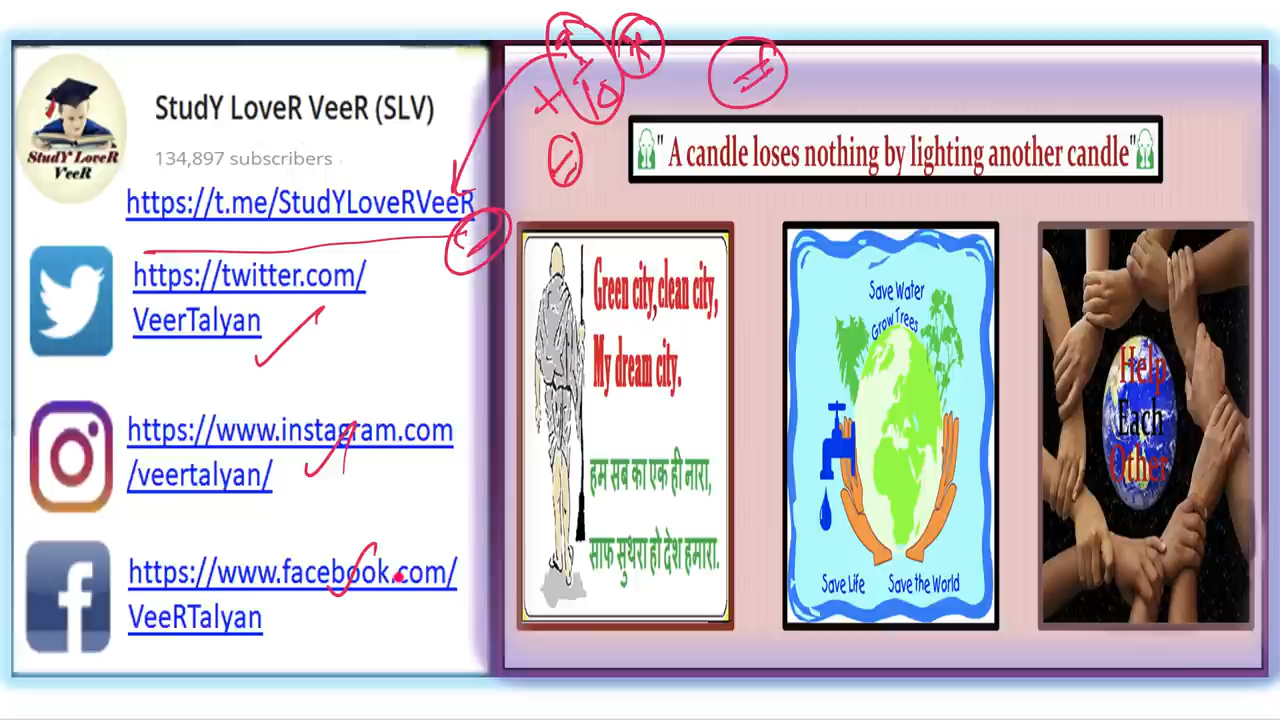 StudY LoveR VeeR (SLV)
134,897 subscribers
StudY LoveR
VeeR
https://t.me/StudYLoveRVeeR
https://twitter.com/
VeerTalyan
https://www.instagram.com
/veertalyan/
https://www.facebook.com/
VeeRTalyan
+ 10
" A candle loses nothing by lighting another candle"
Green city,clean city,
My dream city.
हम सब का एक ही नारा,
साफ सुथरा हो देश हमारा.
Save Water
Grow Trees
Save Life Save the World
Help
Each
Other